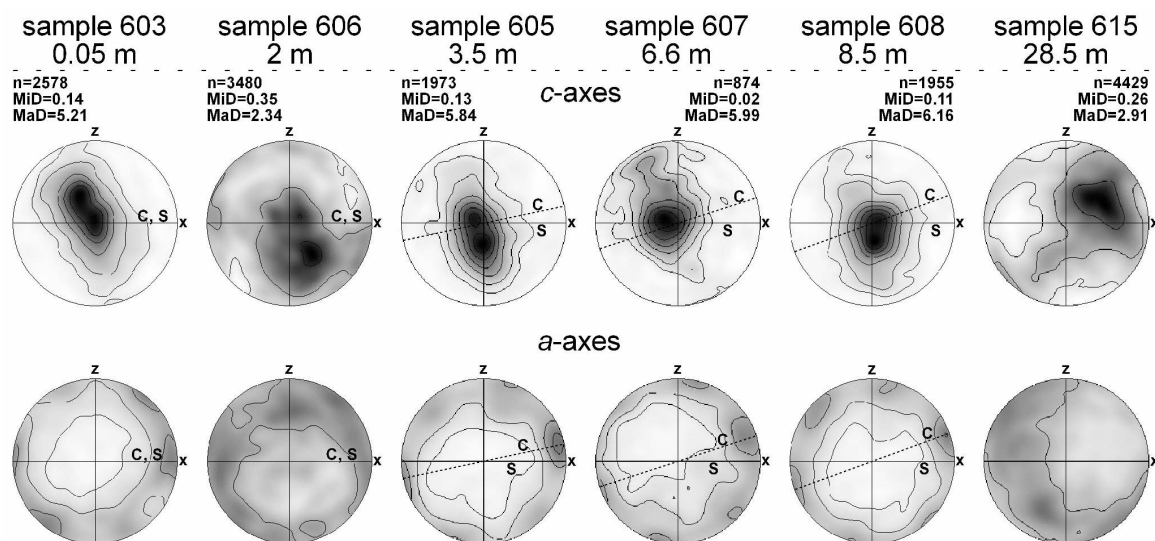 sample 603 sample 606 sample 605 sample 607 sample 608 sample 615
0.05 m 2 m 3.5 m 6.6 m 8.5 m 28.5 m
n=2578 n=3480 n=1973 c-axes n=874 n=1955 n=4429
MiD=0.14 MiD=0.35 MiD=0.13 MiD=0.02 MiD=0.11 MiD=0.26
MaD=5.21 MaD=2.34 MaD=5.84 MaD=5.99 MaD=6.16 MaD=2.91
z z z z z z
C, S x C, S x C S x C S x C S x x
a-axes
z z z z z z
C, S x C, S x C S x C S x C S x x